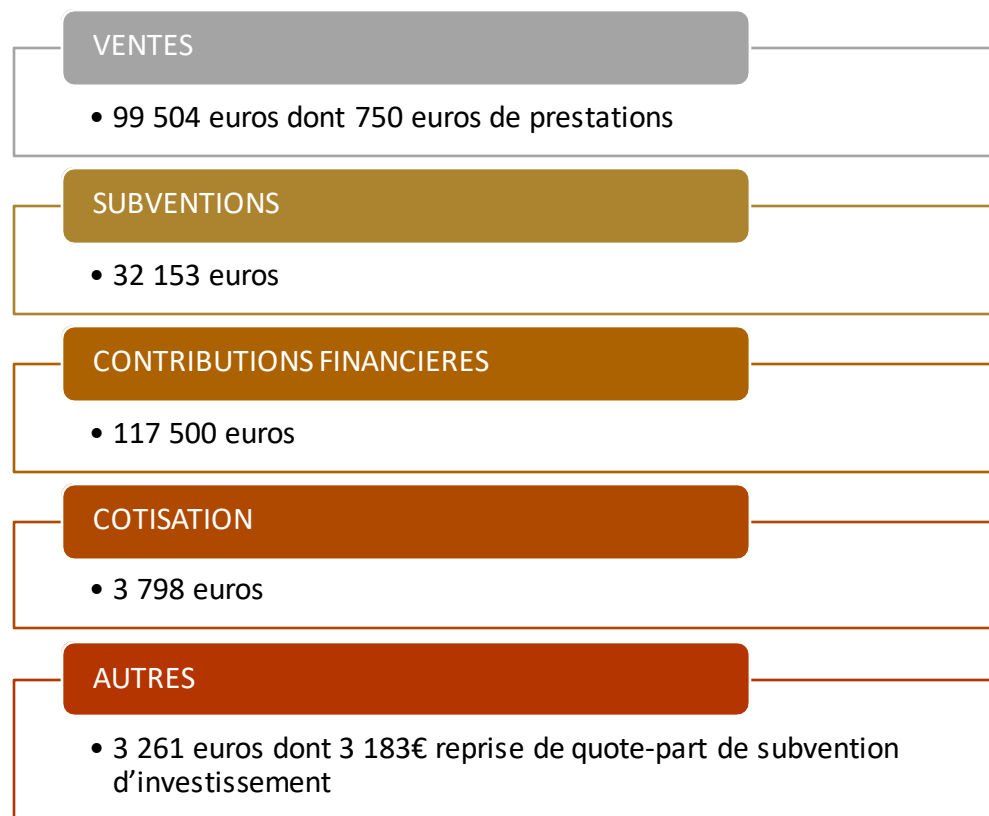 VENTES
• 99 504 euros dont 750 euros de prestations
SUBVENTIONS
• 32 153 euros
CONTRIBUTIONS FINANCIERES
• 117 500 euros
COTISATION
• 3 798 euros
AUTRES
• 3 261 euros dont 3 183€ reprise de quote-part de subvention
d’investissement